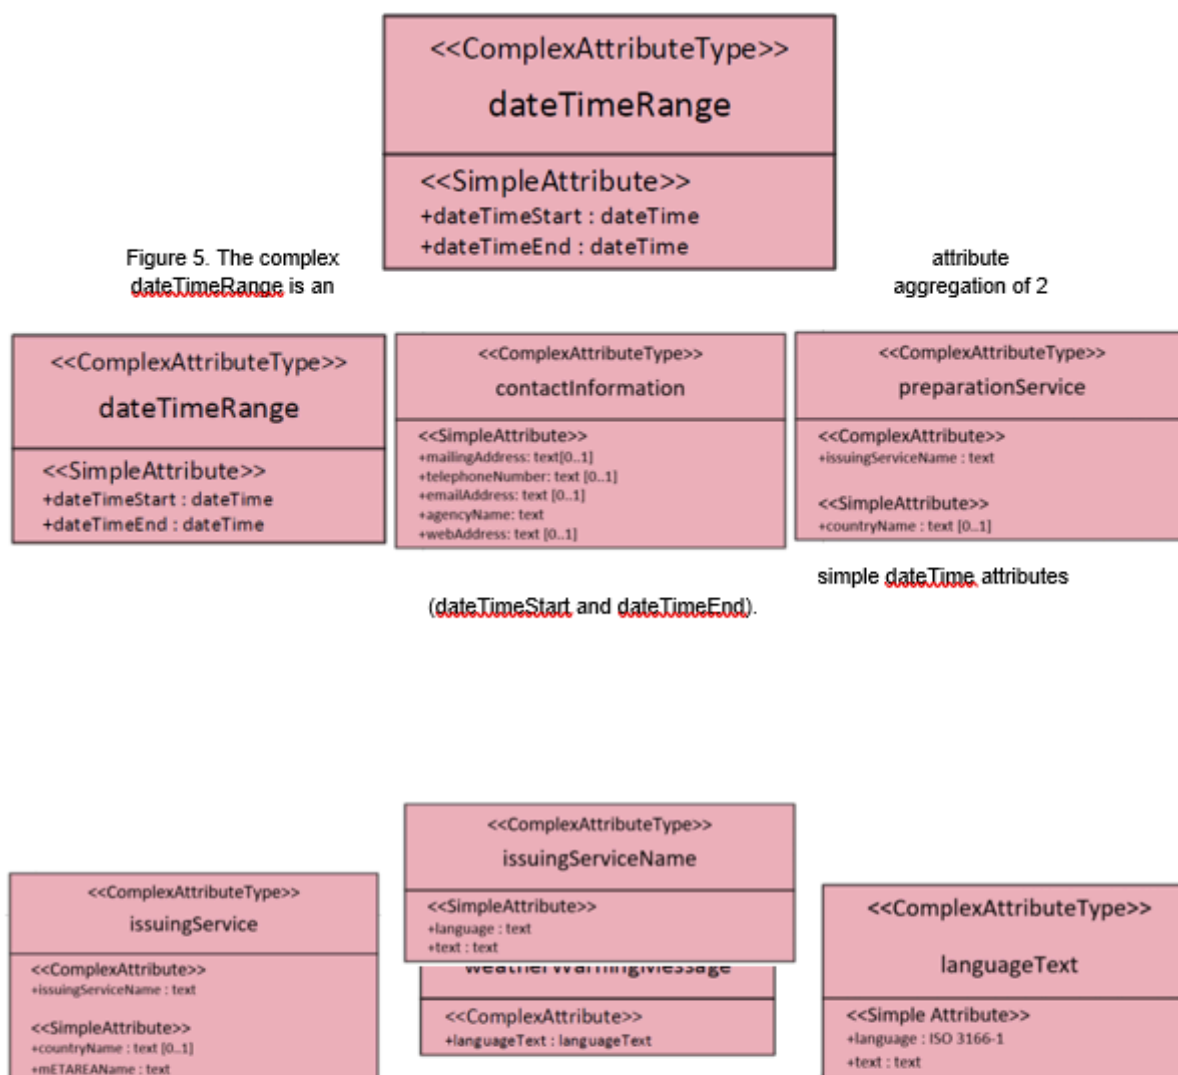 <<ComplexAttributeType>>
dateTimeRange
<<SimpleAttribute>>
+dateTimeStart : dateTime
+dateTimeEnd : dateTime
Figure 5. The complex
attribute
dateTimeRange is an
aggregation of 2
<<ComplexAttributeType>>
dateTimeRange
<<SimpleAttribute>>
+dateTimeStart : dateTime
+dateTimeEnd : dateTime
<<ComplexAttributeType>>
contactInformation
<<SimpleAttribute>>
+mailingAddress: text[0..1]
+telephoneNumber: text [0..1]
+emailAddress: text [0..1]
+agencyName: text
+webAddress: text [0..1]
<<ComplexAttributeType>>
preparationService
<<ComplexAttribute>>
+issuingServiceName : text
<<SimpleAttribute>>
+countryName : text [0..1]
simple dateTime attributes
(dateTimeStart and dateTimeEnd).
<<ComplexAttributeType>>
issuingService
<<ComplexAttribute>>
+issuingServiceName : text
<<SimpleAttribute>>
+countryName : text [0..1]
+mETAREAName : text
<<ComplexAttributeType>>
issuingServiceName
<<SimpleAttribute>>
+language : text
+text : text
weatherWarningMessage
<<ComplexAttribute>>
+languageText : languageText
<<ComplexAttributeType>>
languageText
<<Simple Attribute>>
+language : ISO 3166-1
+text : text